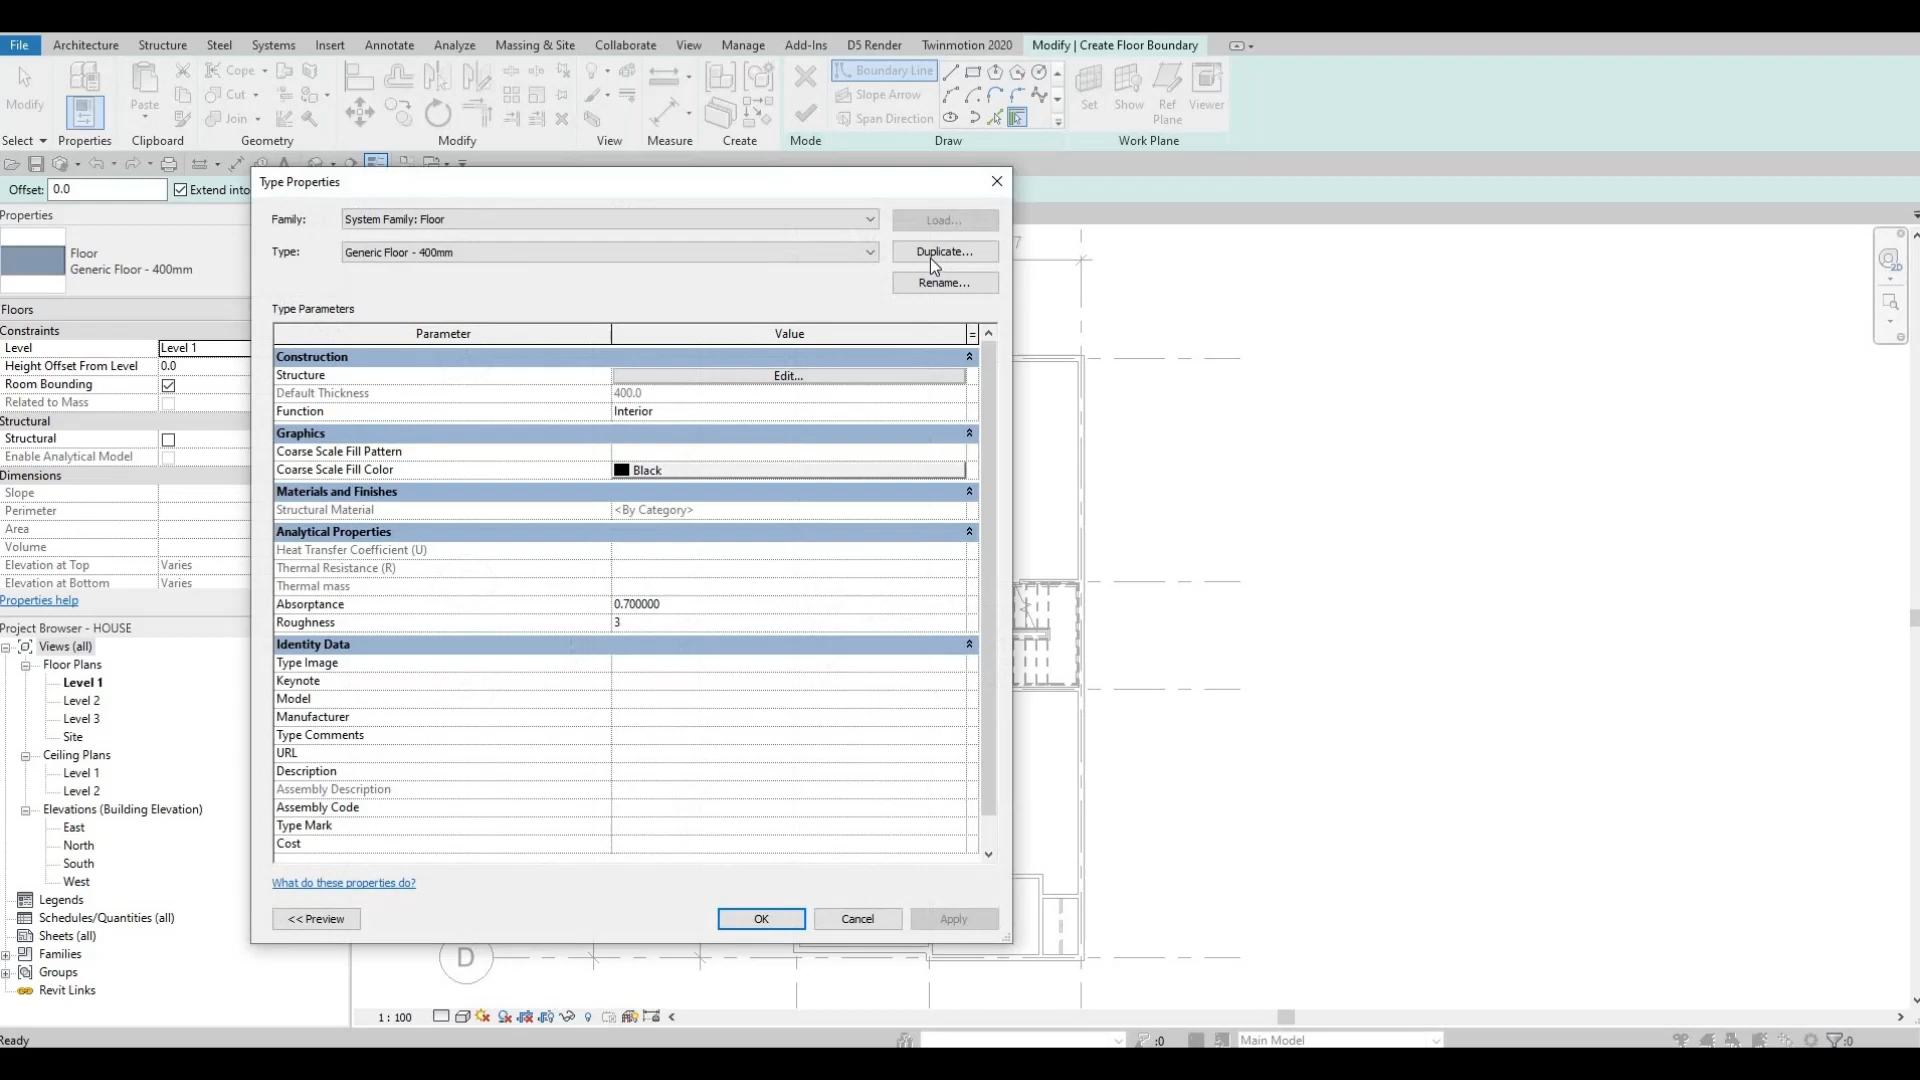 File Architecture Structure Steel Systems Insert Annotate Analyze Massing & Site Collaborate View Manage Add-Ins D5 Render Twinmotion 2020 Modify | Create Floor Boundary
Cope
Boundary Line
Modify Paste Cut Slope Arrow Set Show Ref Plane Viewer
Join Span Direction
Select Properties Clipboard Geometry Modify View Measure Create Mode Draw Work Plane
Offset: 0.0 Extend into
Type Properties
Properties
Family: System Family: Floor Load...
Floor
Generic Floor - 400mm
Type: Generic Floor - 400mm Duplicate...
Rename...
7
Type Parameters
Parameter Value =
Construction
Structure Edit...
Default Thickness 400.0
Function Interior
Graphics
Coarse Scale Fill Pattern
Coarse Scale Fill Color Black
Materials and Finishes
Structural Material <By Category>
Analytical Properties
Heat Transfer Coefficient (U)
Thermal Resistance (R)
Thermal mass
Absorptance 0.700000
Roughness 3
Identity Data
Type Image
Keynote
Model
Manufacturer
Type Comments
URL
Description
Assembly Description
Assembly Code
Type Mark
Cost
What do these properties do?
<< Preview OK Cancel Apply
Floors
Constraints
Level Level 1
Height Offset From Level 0.0
Room Bounding
Related to Mass
Structural
Structural
Enable Analytical Model
Dimensions
Slope
Perimeter
Area
Volume
Elevation at Top Varies
Elevation at Bottom Varies
Properties help
Project Browser - HOUSE
Views (all)
Floor Plans
Level 1
Level 2
Level 3
Site
Ceiling Plans
Level 1
Level 2
Elevations (Building Elevation)
East
North
South
West
Legends
Schedules/Quantities (all)
Sheets (all)
Families
Groups
Revit Links
2D
D
1 : 100
Ready :0 Main Model :0